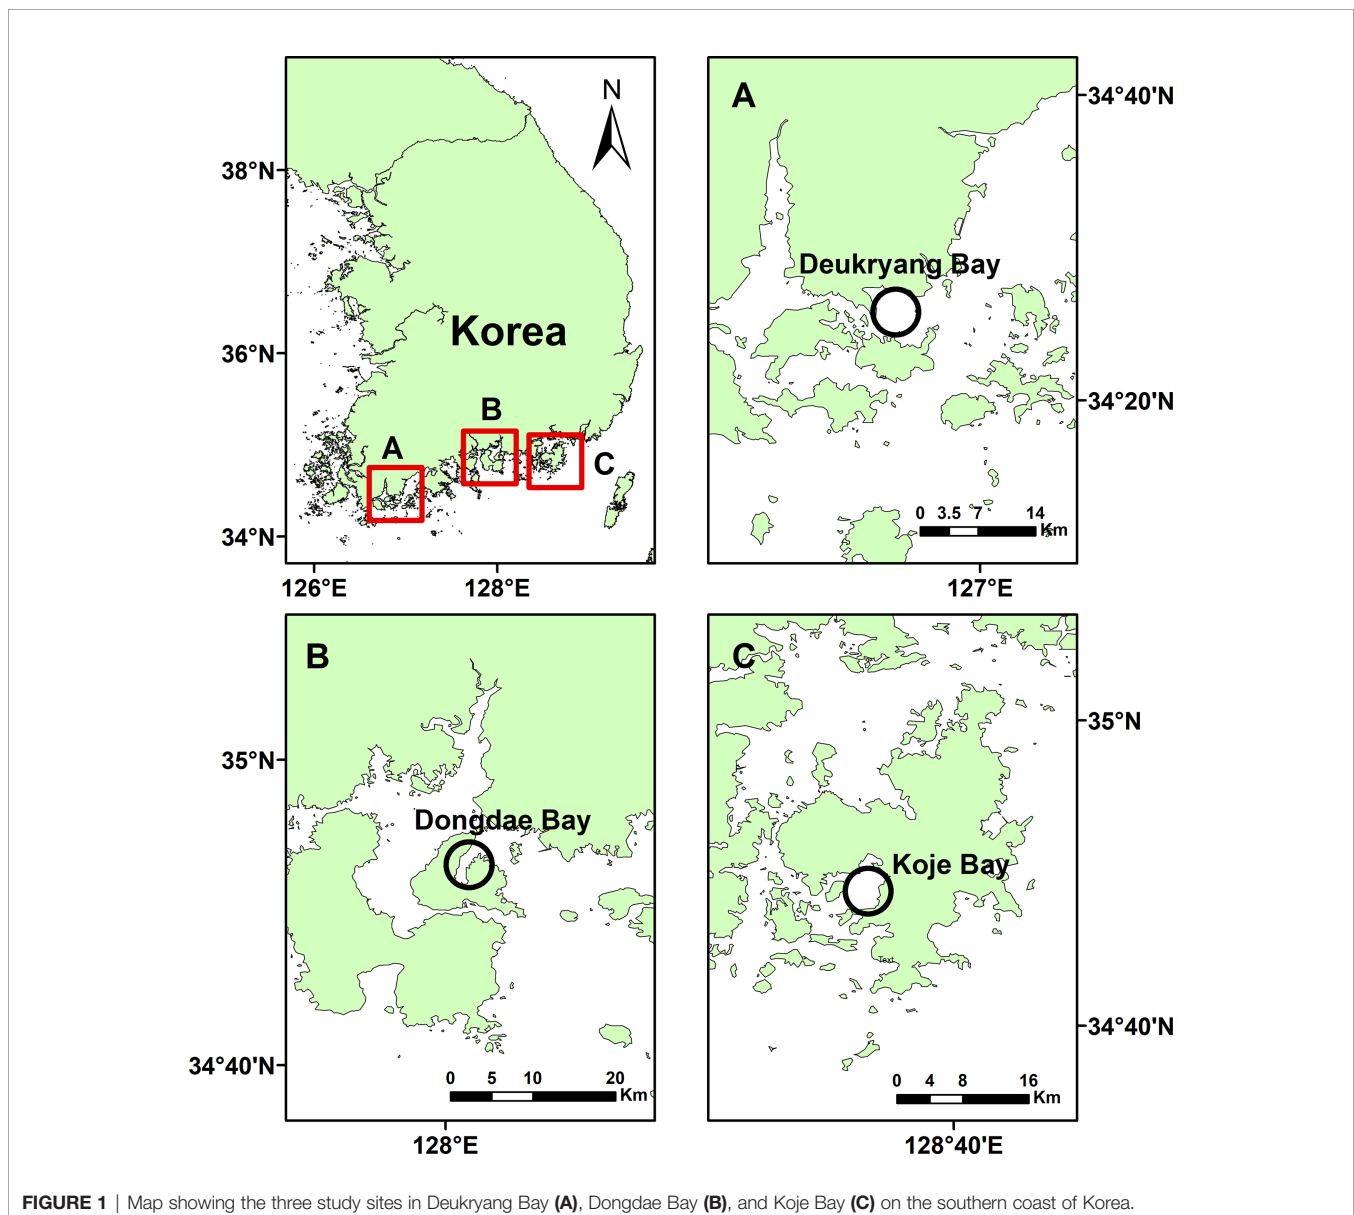 N
38°N
36°N
34°N
126°E
128°E
Korea
A
B
C
A
34°40'N
34°20'N
127°E
Deukryang Bay
0 3.5 7 14
Km
B
35°N
34°40'N
128°E
Dongdae Bay
0 5 10 20
Km
C
35°N
34°40'N
128°40'E
Koje Bay
Text
0 4 8 16
Km
FIGURE 1 | Map showing the three study sites in Deukryang Bay (A), Dongdae Bay (B), and Koje Bay (C) on the southern coast of Korea.